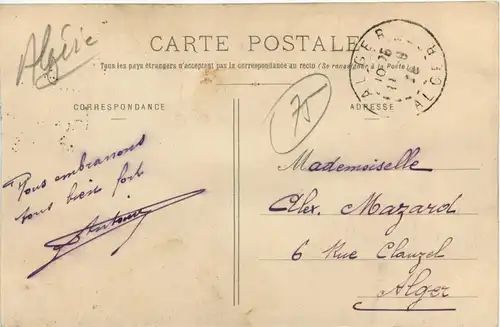 Algérie
CARTE POSTALE
Tous les pays étrangers n'acceptent pas la correspondance au recto (Se renseigner à la Poste)
CORRESPONDANCE
ADRESSE
75
ALGER
ALGER
Vous embrassons
tous bien fort
Mademoiselle
Alex. Mazard
6 Rue Clauzel
Alger